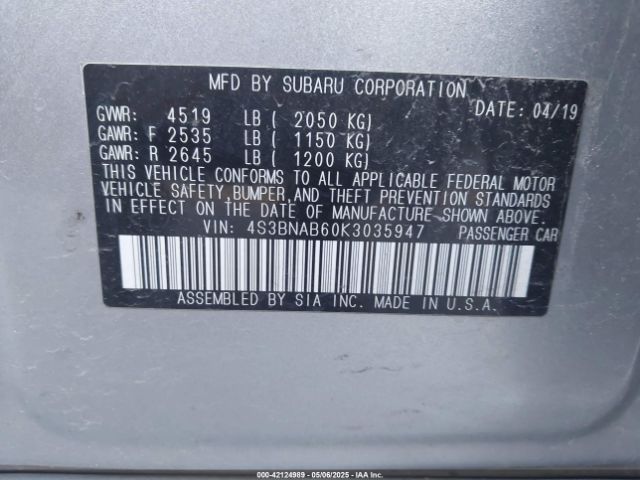 MFD BY SUBARU CORPORATION
DATE: 04/19
GVWR: 4519 LB ( 2050 KG)
GAWR: F 2535 LB ( 1150 KG)
GAWR: R 2645 LB ( 1200 KG)
THIS VEHICLE CONFORMS TO ALL APPLICABLE FEDERAL MOTOR
VEHICLE SAFETY, BUMPER, AND THEFT PREVENTION STANDARDS
IN EFFECT ON THE DATE OF MANUFACTURE SHOWN ABOVE.
VIN: 4S3BNAB60K3035947 PASSENGER CAR
ASSEMBLED BY SIA INC. MADE IN U.S.A.
000-42124989 — 05/06/2025 — IAA Inc.